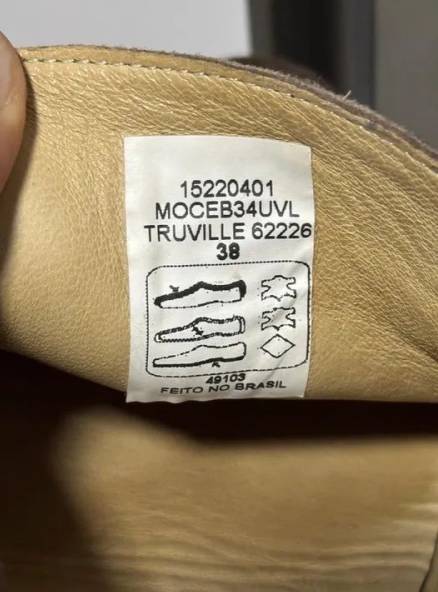 15220401
MOCEB34UVL
TRUVILLE 62226
38
49103
FEITO NO BRASIL